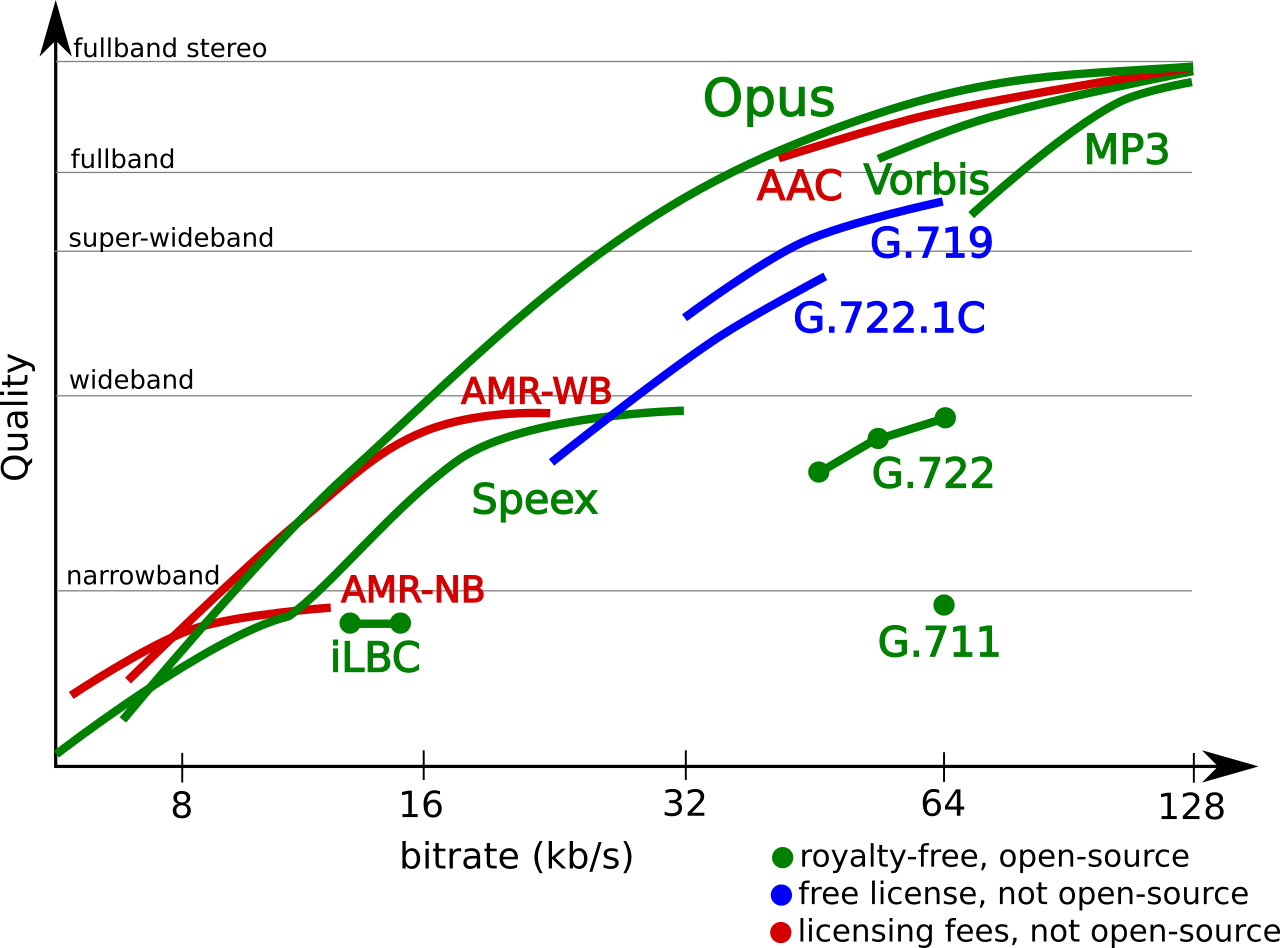 fullband stereo
Opus
MP3
fullband
AAC
Vorbis
super-wideband
G.719
G.722.1C
wideband
AMR-WB
Quality
G.722
Speex
narrowband
AMR-NB
iLBC
G.711
8
16
32
64
128
bitrate (kb/s)
royalty-free, open-source
free license, not open-source
licensing fees, not open-source